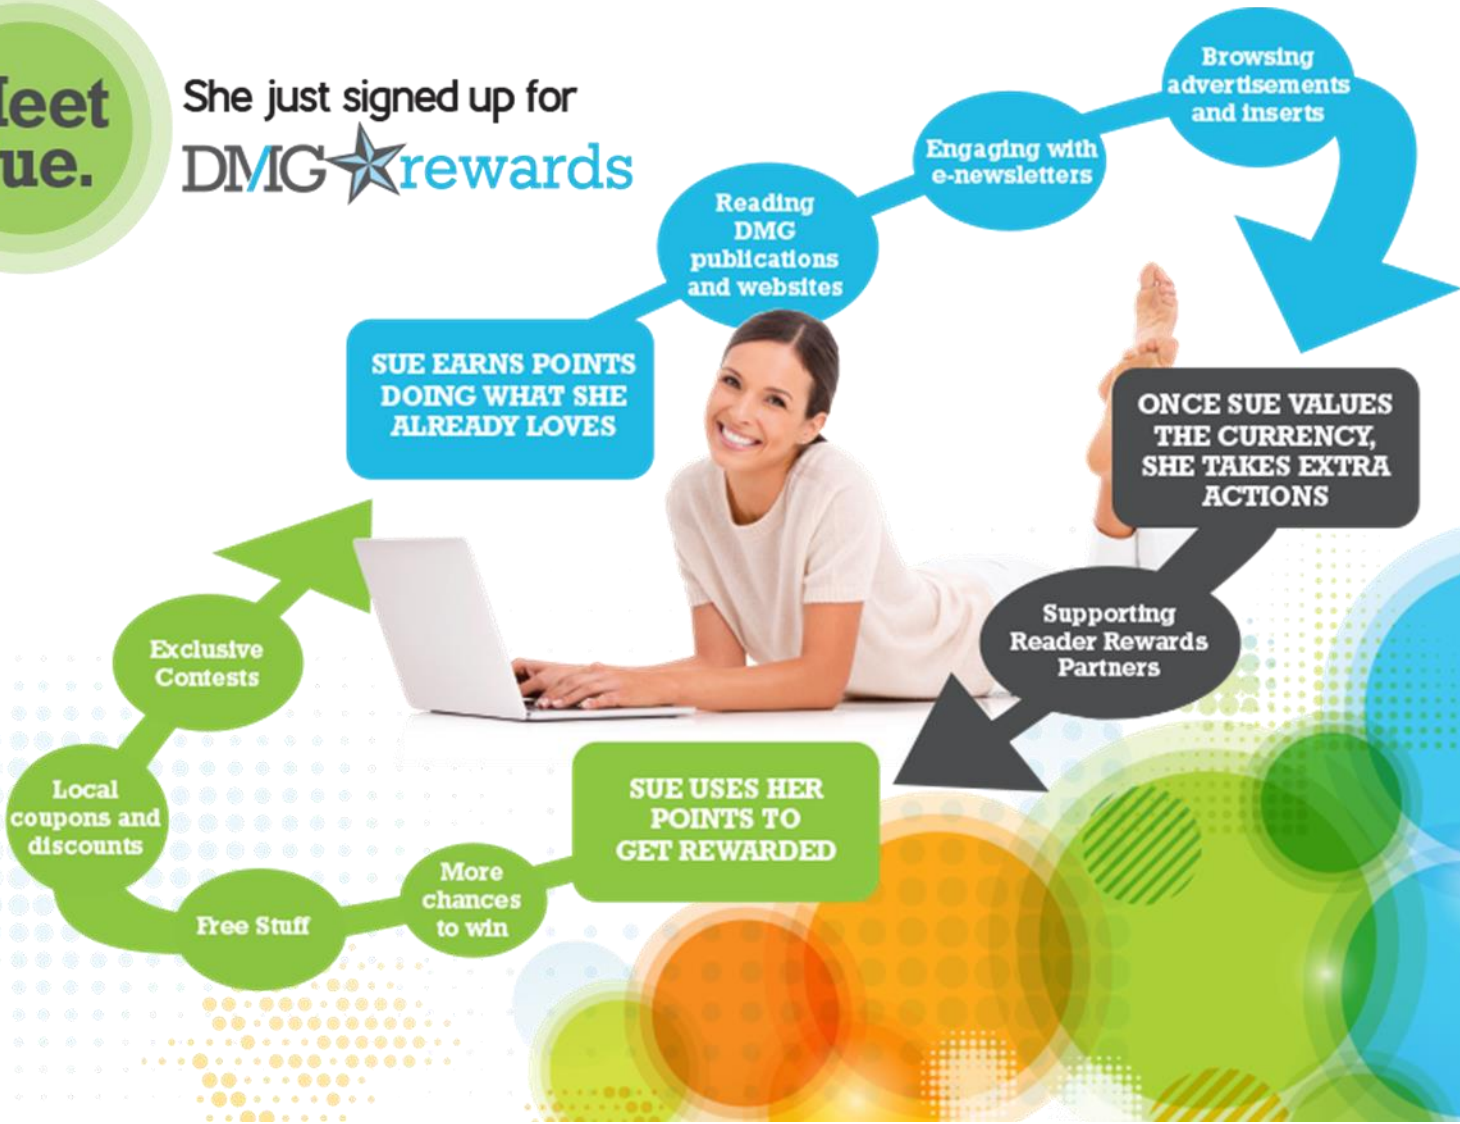 eet
ue.
She just signed up for
DMG rewards
Browsing
advertisements
and inserts
Engaging with
e-newsletters
Reading
DMG
publications
and websites
SUE EARNS POINTS
DOING WHAT SHE
ALREADY LOVES
ONCE SUE VALUES
THE CURRENCY,
SHE TAKES EXTRA
ACTIONS
Supporting
Reader Rewards
Partners
SUE USES HER
POINTS TO
GET REWARDED
More
chances
to win
Free Stuff
Local
coupons and
discounts
Exclusive
Contests